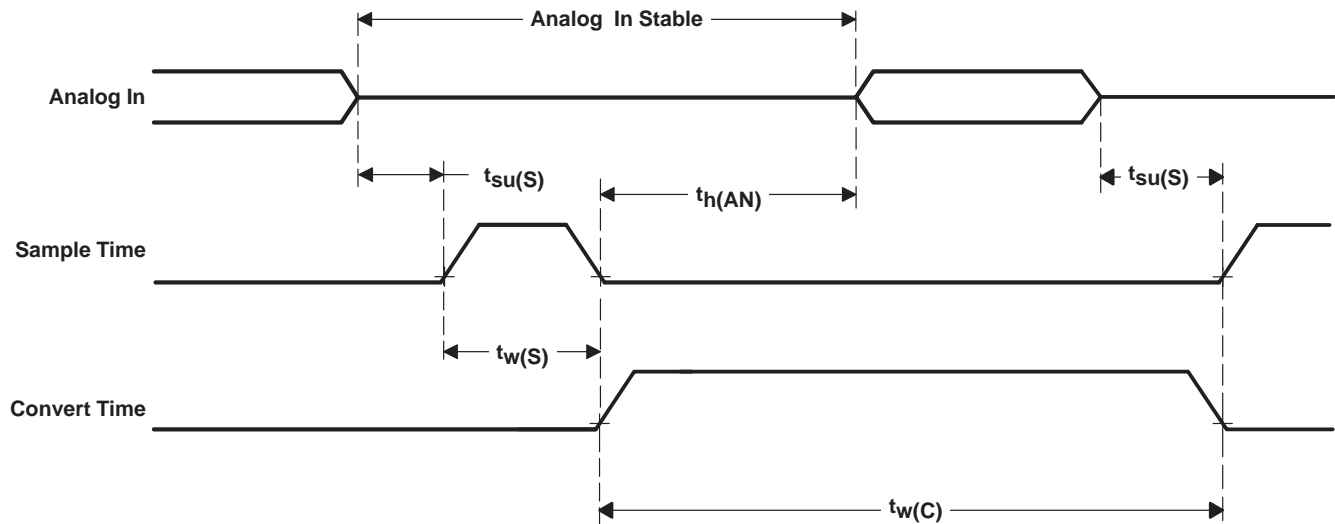 Analog In Stable
Analog In
tsu(S)
th(AN)
tsu(S)
Sample Time
tw(S)
Convert Time
tw(C)